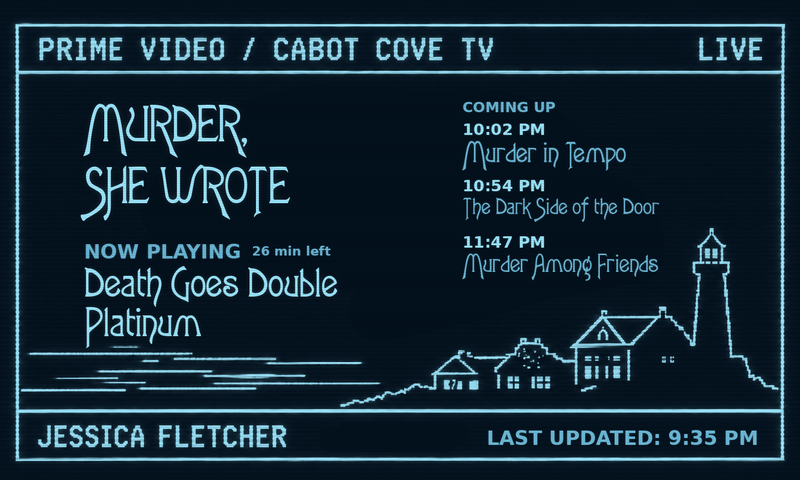 PRIME VIDEO / CABOT COVE TV
LIVE
MURDER,
SHE WROTE
NOW PLAYING 26 min left
Death Goes Double
Platinum
COMING UP
10:02 PM
Murder in Tempo
10:54 PM
The Dark Side of the Door
11:47 PM
Murder Among Friends
JESSICA FLETCHER
LAST UPDATED: 9:35 PM